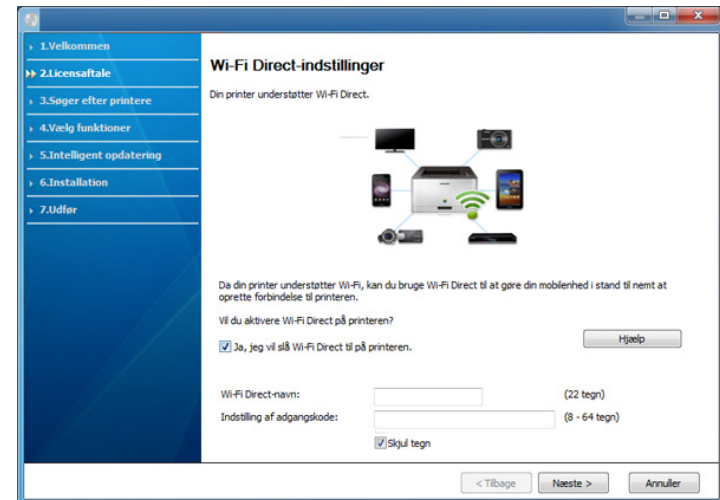 1.Velkommen
2.Licensaftale
3.Søger efter printere
4.Vælg funktioner
5.Intelligent opdatering
6.Installation
7.Udfør
Wi-Fi Direct-indstillinger
Din printer understøtter Wi-Fi Direct.
Da din printer understøtter Wi-Fi, kan du bruge Wi-Fi Direct til at gøre din mobilenhed i stand til nemt at
oprette forbindelse til printeren.
Vil du aktivere Wi-Fi Direct på printeren?
Ja, jeg vil slå Wi-Fi Direct til på printeren.
Hjælp
Wi-Fi Direct-navn: (22 tegn)
Indstilling af adgangskode: (8 - 64 tegn)
Skjul tegn
< Tilbage Næste > Annuller